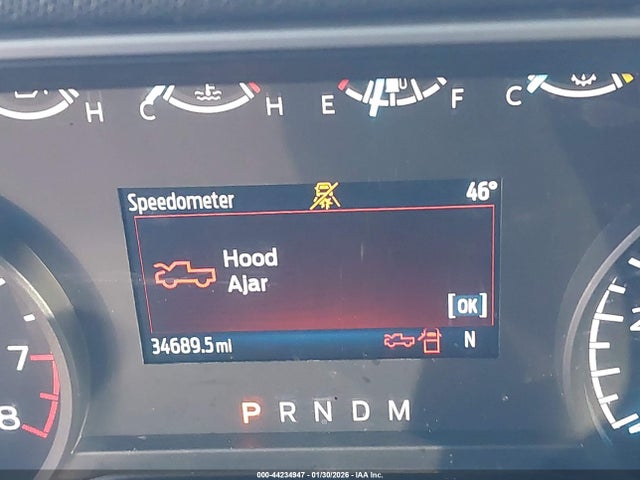 H C H E F C
Speedometer 46°
Hood
Ajar
[OK]
34689.5 mi N
7
8
P R N D M
000-44234947 - 01/30/2026 - IAA Inc.